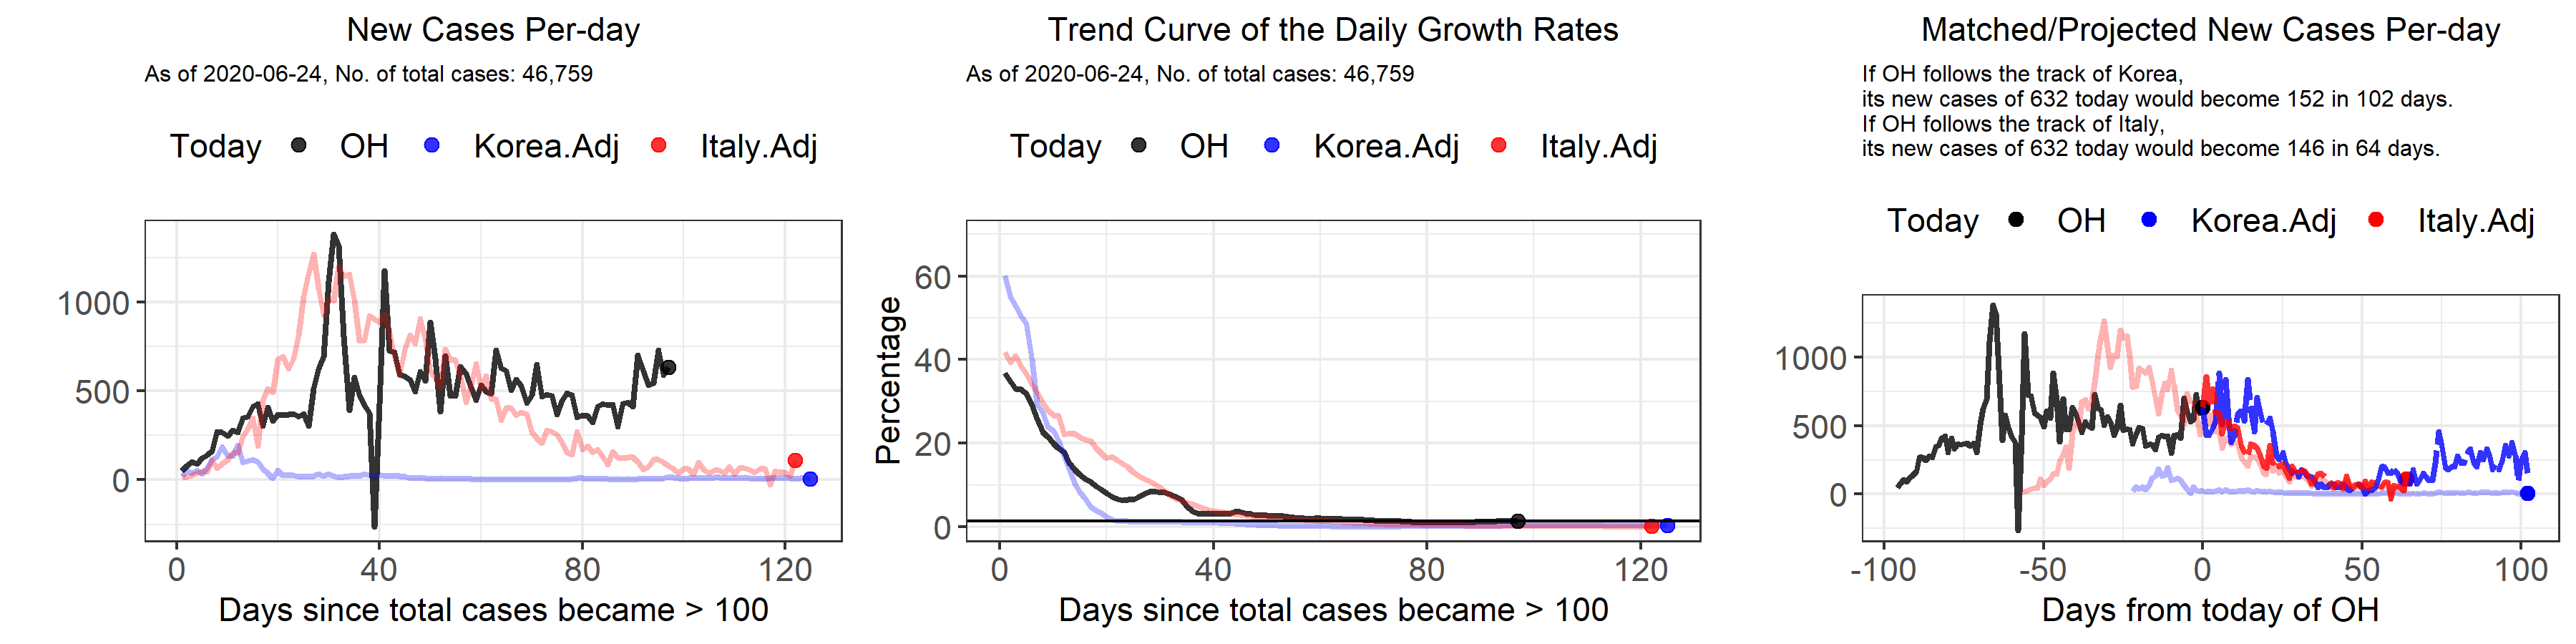 New Cases Per-day
As of 2020-06-24, No. of total cases: 46,759
Today OH Korea.Adj Italy.Adj
1000
500
0
0 40 80 120
Days since total cases became > 100
Trend Curve of the Daily Growth Rates
As of 2020-06-24, No. of total cases: 46,759
Today OH Korea.Adj Italy.Adj
Percentage
60
40
20
0
0 40 80 120
Days since total cases became > 100
Matched/Projected New Cases Per-day
If OH follows the track of Korea,
its new cases of 632 today would become 152 in 102 days.
If OH follows the track of Italy,
its new cases of 632 today would become 146 in 64 days.
Today OH Korea.Adj Italy.Adj
1000
500
0
-100 -50 0 50 100
Days from today of OH